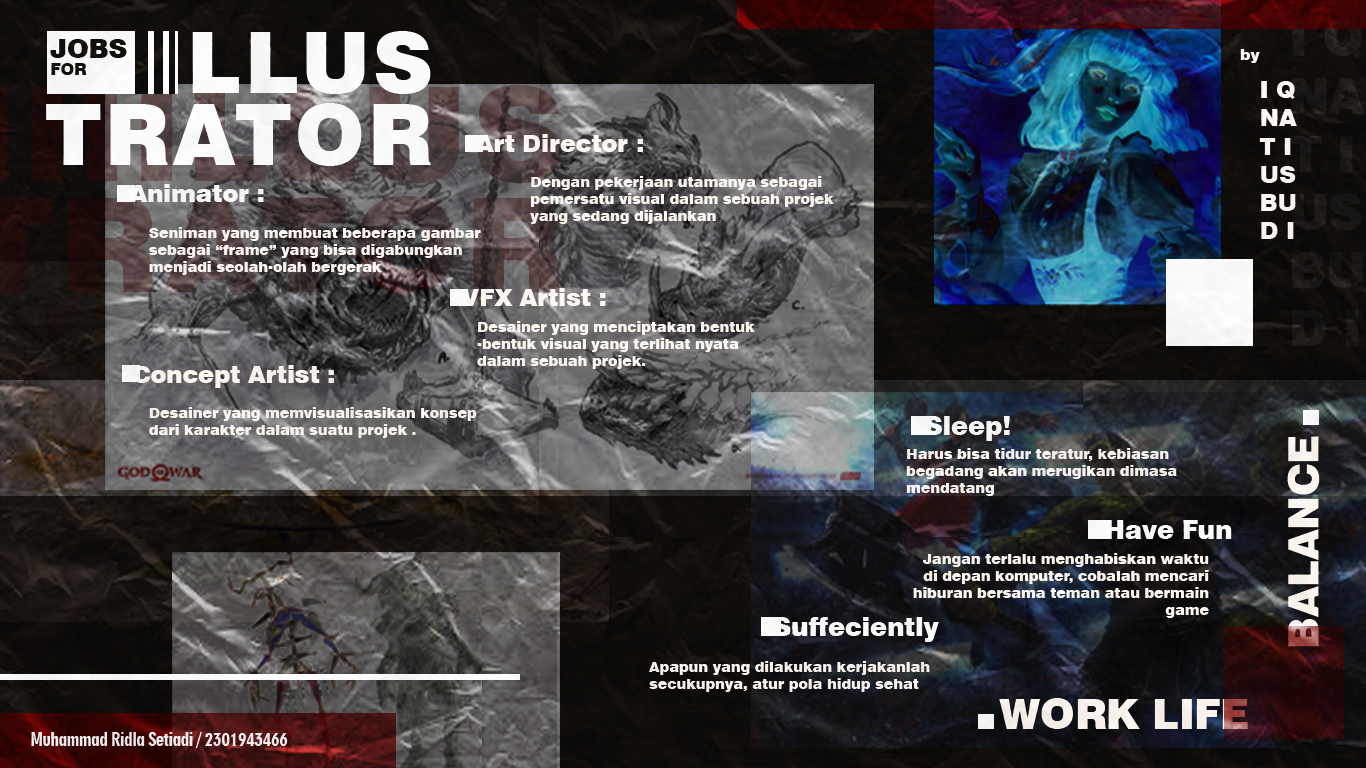 JOBS
FOR
ILLUS
TRATOR
Animator :
Seniman yang membuat beberapa gambar
sebagai “frame” yang bisa digabungkan
menjadi seolah-olah bergerak
Concept Artist :
Desainer yang memvisualisasikan konsep
dari karakter dalam suatu projek .
GOD OF WAR
Art Director :
Dengan pekerjaan utamanya sebagai
pemersatu visual dalam sebuah projek
yang sedang dijalankan
VFX Artist :
Desainer yang menciptakan bentuk
-bentuk visual yang terlihat nyata
dalam sebuah projek.
A.
B.
C.
by
I Q
NA
T I
US
BU
D I
Sleep!
Harus bisa tidur teratur, kebiasan
begadang akan merugikan dimasa
mendatang
Have Fun
Jangan terlalu menghabiskan waktu
di depan komputer, cobalah mencari
hiburan bersama teman atau bermain
game
Suffeciently
Apapun yang dilakukan kerjakanlah
secukupnya, atur pola hidup sehat
WORK LIFE
BALANCE
Muhammad Ridla Setiadi / 2301943466